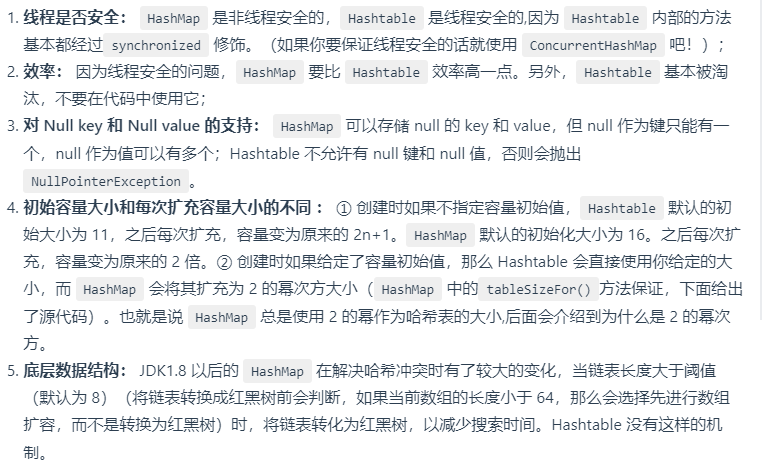 1. 线程是否安全： HashMap 是非线程安全的， Hashtable 是线程安全的,因为 Hashtable 内部的方法
基本都经过 synchronized 修饰。（如果你要保证线程安全的话就使用 ConcurrentHashMap 吧！）；
2. 效率： 因为线程安全的问题， HashMap 要比 Hashtable 效率高一点。另外， Hashtable 基本被淘
汰，不要在代码中使用它；
3. 对 Null key 和 Null value 的支持： HashMap 可以存储 null 的 key 和 value，但 null 作为键只能有一
个，null 作为值可以有多个；Hashtable 不允许有 null 键和 null 值，否则会抛出
NullPointerException 。
4. 初始容量大小和每次扩充容量大小的不同 ： ① 创建时如果不指定容量初始值， Hashtable 默认的初
始大小为 11，之后每次扩充，容量变为原来的 2n+1。 HashMap 默认的初始化大小为 16。之后每次扩
充，容量变为原来的 2 倍。② 创建时如果给定了容量初始值，那么 Hashtable 会直接使用你给定的大
小，而 HashMap 会将其扩充为 2 的幂次方大小（ HashMap 中的 tableSizeFor() 方法保证，下面给出
了源代码）。也就是说 HashMap 总是使用 2 的幂作为哈希表的大小,后面会介绍到为什么是 2 的幂次
方。
5. 底层数据结构： JDK1.8 以后的 HashMap 在解决哈希冲突时有了较大的变化，当链表长度大于阈值
（默认为 8）（将链表转换成红黑树前会判断，如果当前数组的长度小于 64，那么会选择先进行数组
扩容，而不是转换为红黑树）时，将链表转化为红黑树，以减少搜索时间。Hashtable 没有这样的机
制。